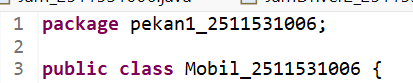 1 package pekan1_2511531006;
2
3 public class Mobil_2511531006 {